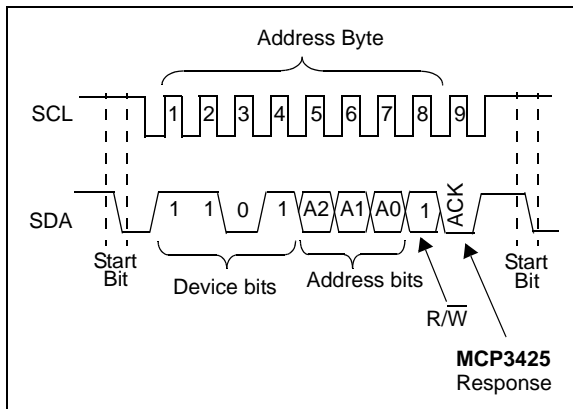 Address Byte
SCL 1 2 3 4 5 6 7 8 9
SDA 1 1 0 1 A2 A1 A0 1 ACK
Start Bit
Device bits
Address bits
Start Bit
R/W̅
MCP3425
Response